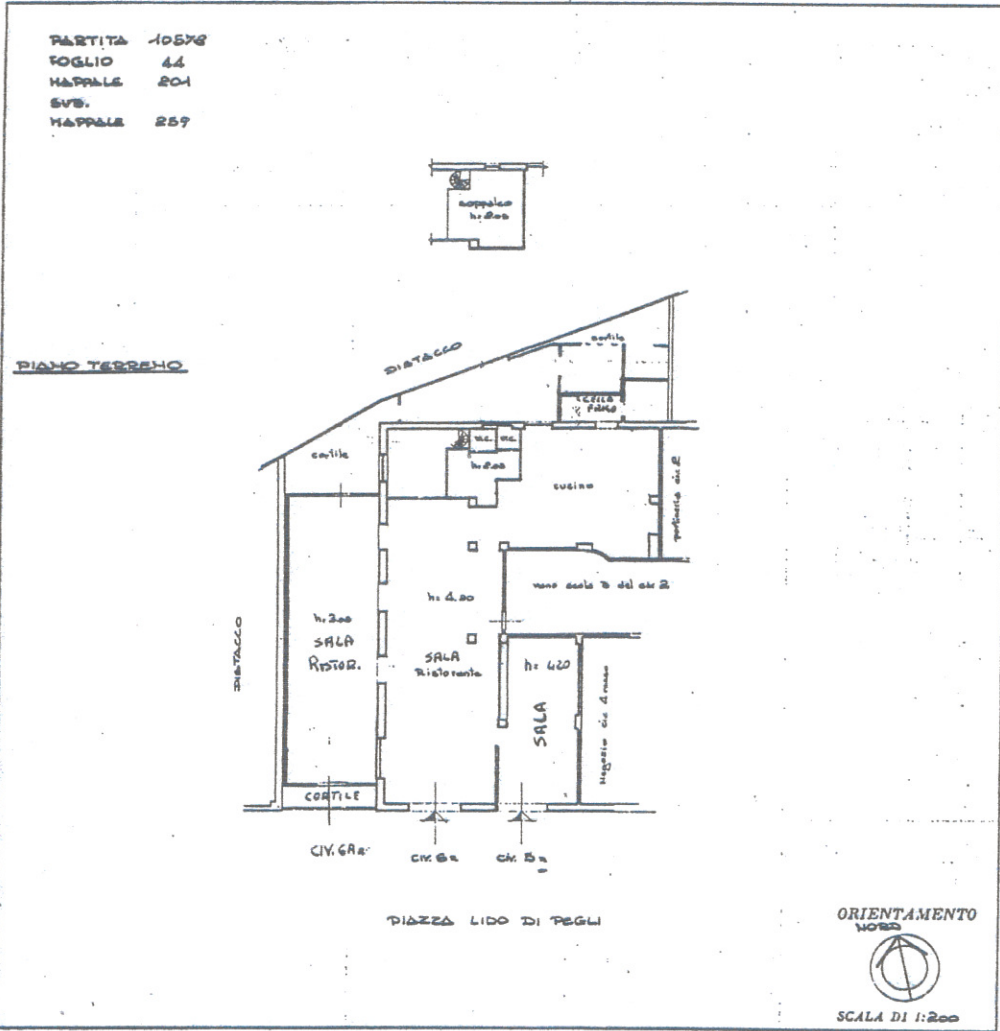 PARTITA 10578
FOGLIO 44
MAPPALE 201
SUB.
MAPPALE 259
soppalco
h: 2.00
PIANO TERRENO
DISTACCO
cortile
CELLA
FRIGO
cortile
W.C. W.C.
h: 2.00
cucina
portineria civ. 2
vano scala B del civ. 2
h: 4.20
h: 3.00
SALA
RISTOR.
SALA
Ristorante
h: 4.20
SALA
Negozio civ. 4 rosso
DISTACCO
CORTILE
CIV. 6A R
CIV. 6 R
CIV. 5 R
PIAZZA LIDO DI PEGLI
ORIENTAMENTO
NORD
SCALA DI 1:200